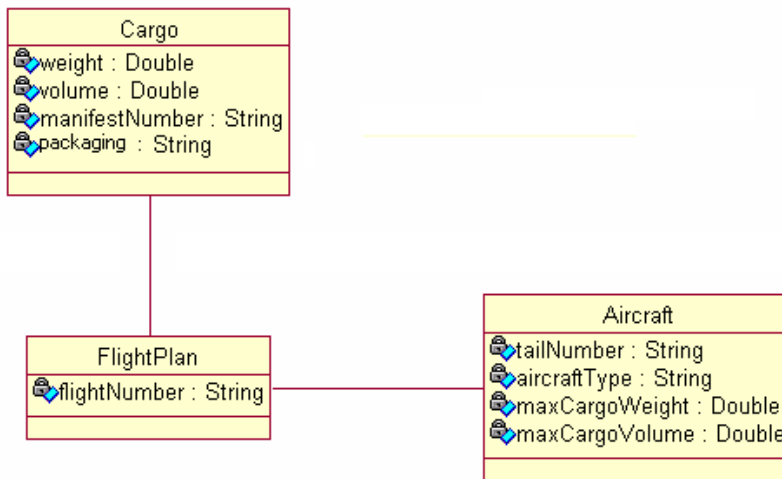 Cargo
weight : Double
volume : Double
manifestNumber : String
packaging : String
FlightPlan
flightNumber : String
Aircraft
tailNumber : String
aircraftType : String
maxCargoWeight : Double
maxCargoVolume : Double